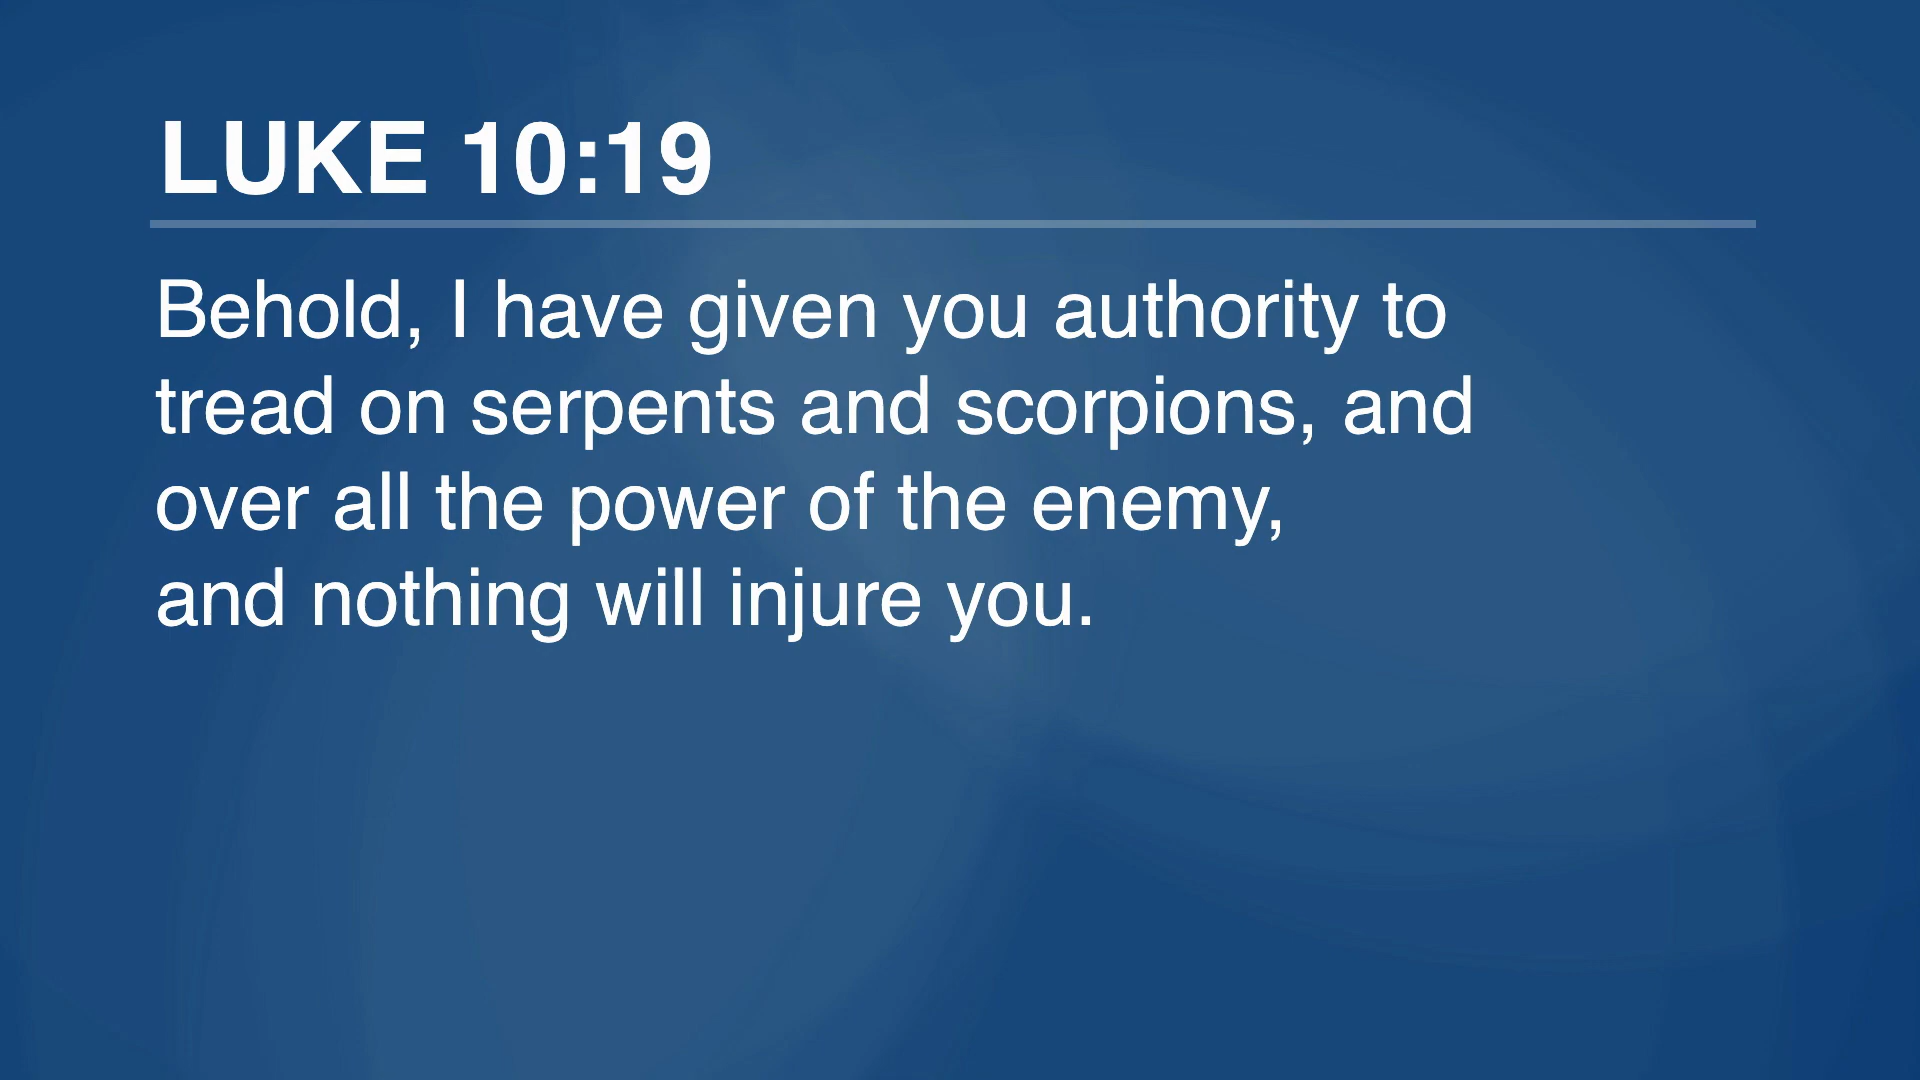 LUKE 10:19
Behold, I have given you authority to
tread on serpents and scorpions, and
over all the power of the enemy,
and nothing will injure you.